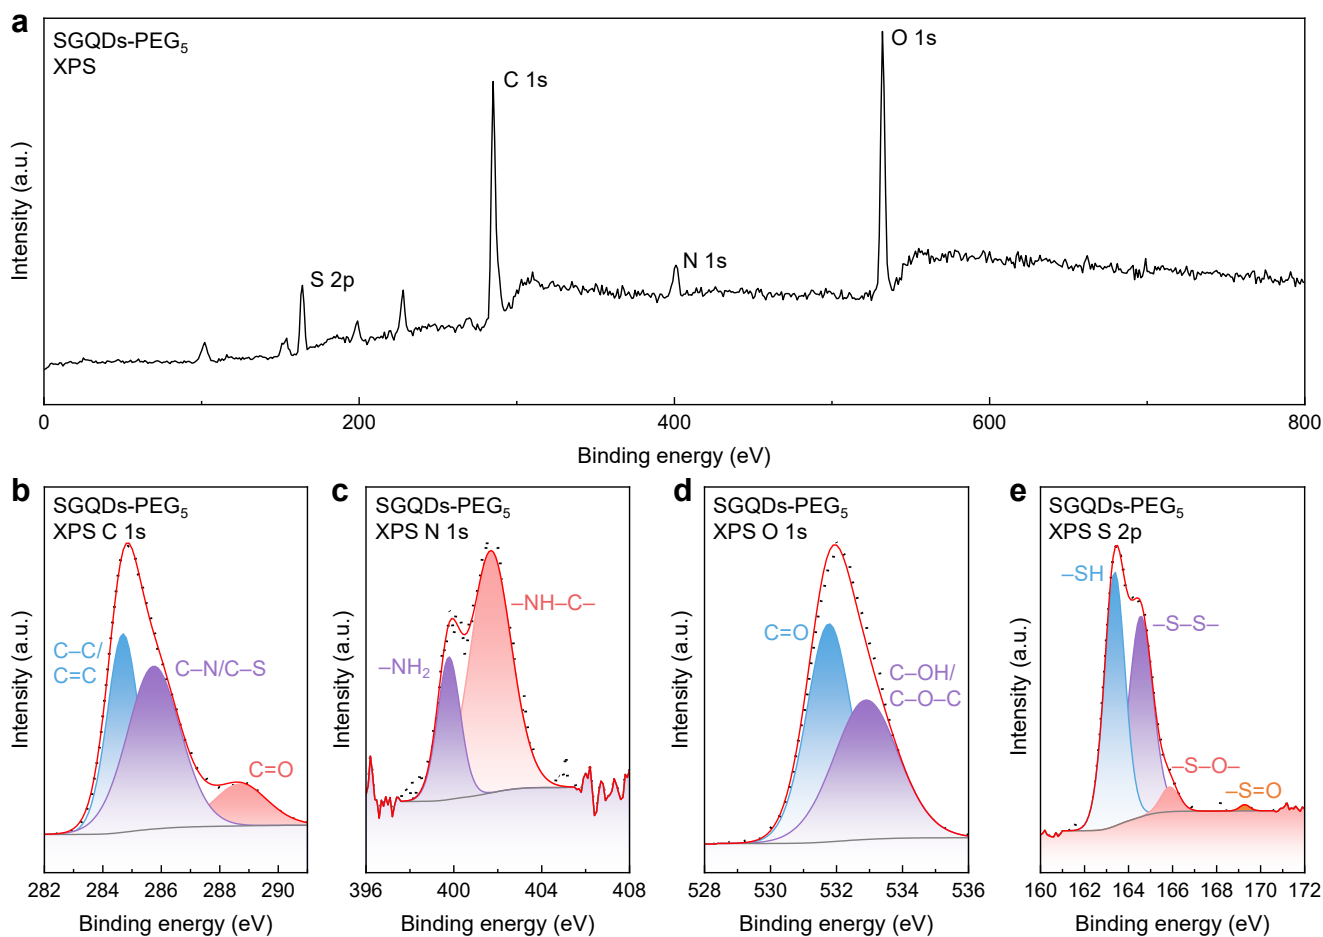 a
SGQDs-PEG5
XPS
S 2p
C 1s
N 1s
O 1s
Intensity (a.u.)
0 200 400 600 800
Binding energy (eV)
b
SGQDs-PEG5
XPS C 1s
C–C/
C=C
C–N/C–S
C=O
Intensity (a.u.)
282 284 286 288 290
Binding energy (eV)
c
SGQDs-PEG5
XPS N 1s
–NH2
–NH–C–
Intensity (a.u.)
396 400 404 408
Binding energy (eV)
d
SGQDs-PEG5
XPS O 1s
C=O
C–OH/
C–O–C
Intensity (a.u.)
528 530 532 534 536
Binding energy (eV)
e
SGQDs-PEG5
XPS S 2p
–SH
–S–S–
–S–O–
–S=O
Intensity (a.u.)
160 162 164 166 168 170 172
Binding energy (eV)